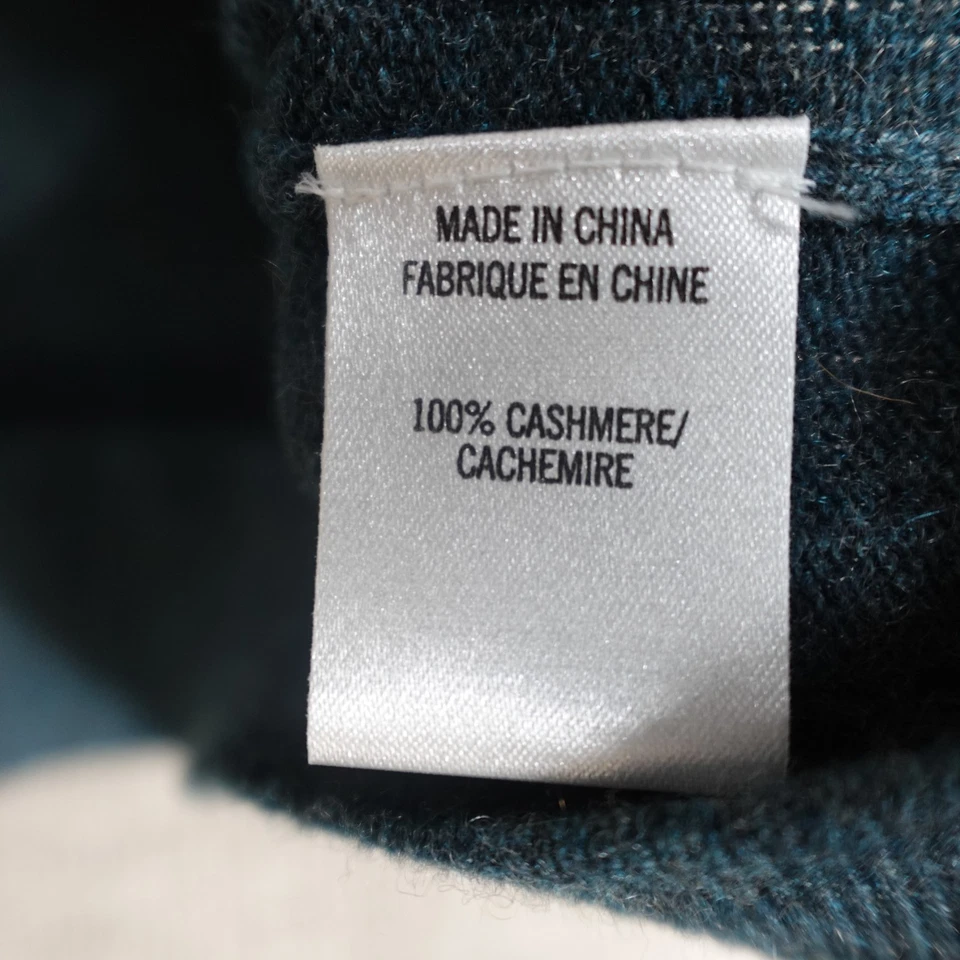 MADE IN CHINA
FABRIQUE EN CHINE
100% CASHMERE/
CACHEMIRE